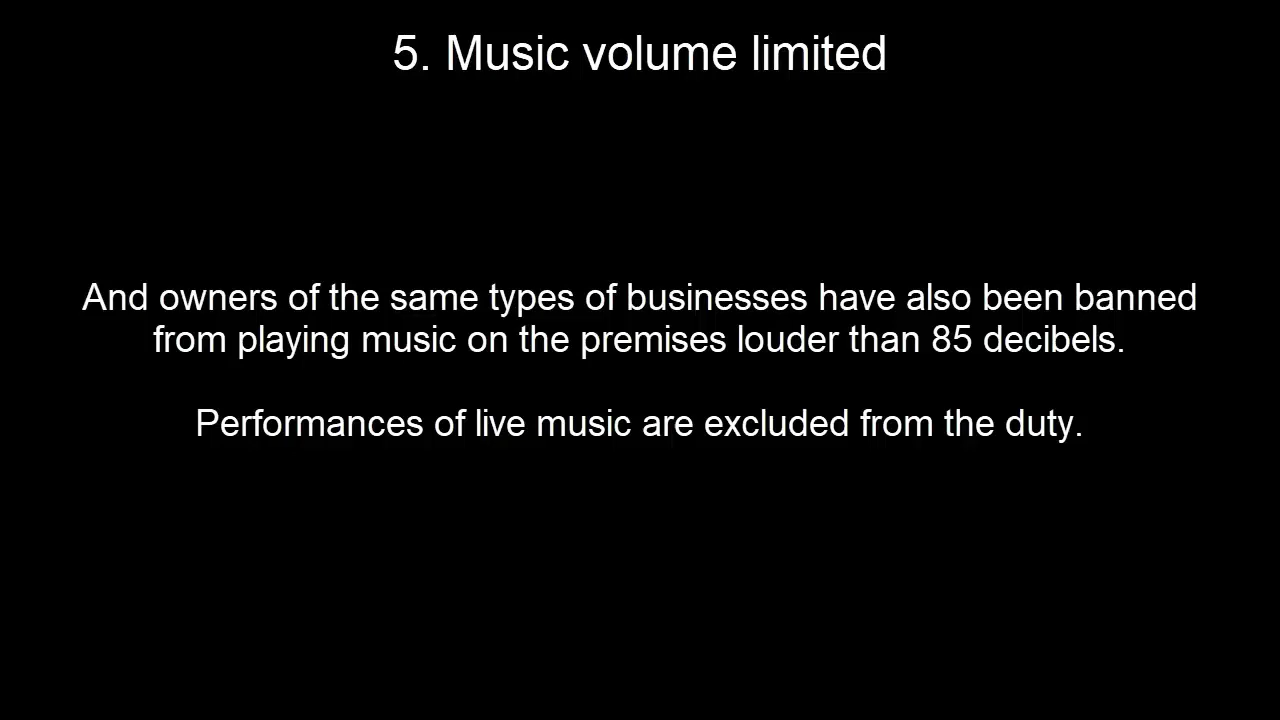 5. Music volume limited
And owners of the same types of businesses have also been banned
from playing music on the premises louder than 85 decibels.
Performances of live music are excluded from the duty.